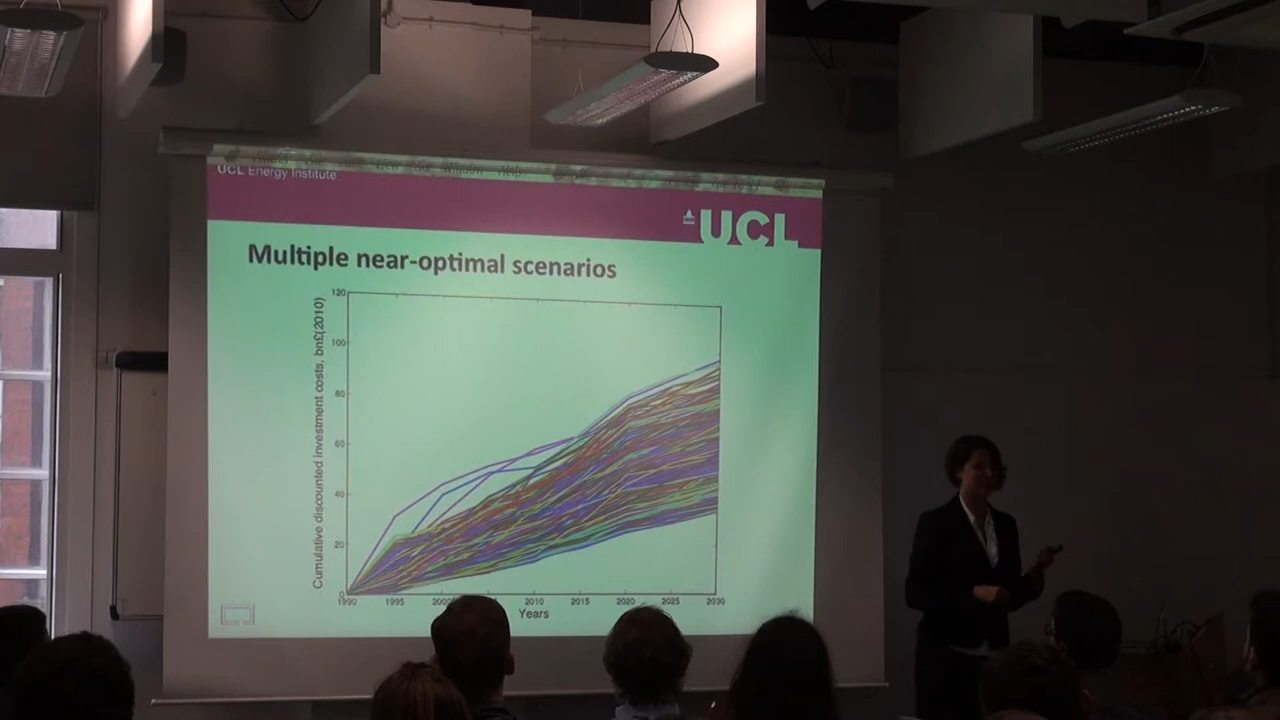 UCL Energy Institute
UCL
Multiple near-optimal scenarios
Cumulative discounted investment costs, bn£(2010)
120
100
80
60
40
20
1990 1995 2010 2015 2020 2025 2030
Years